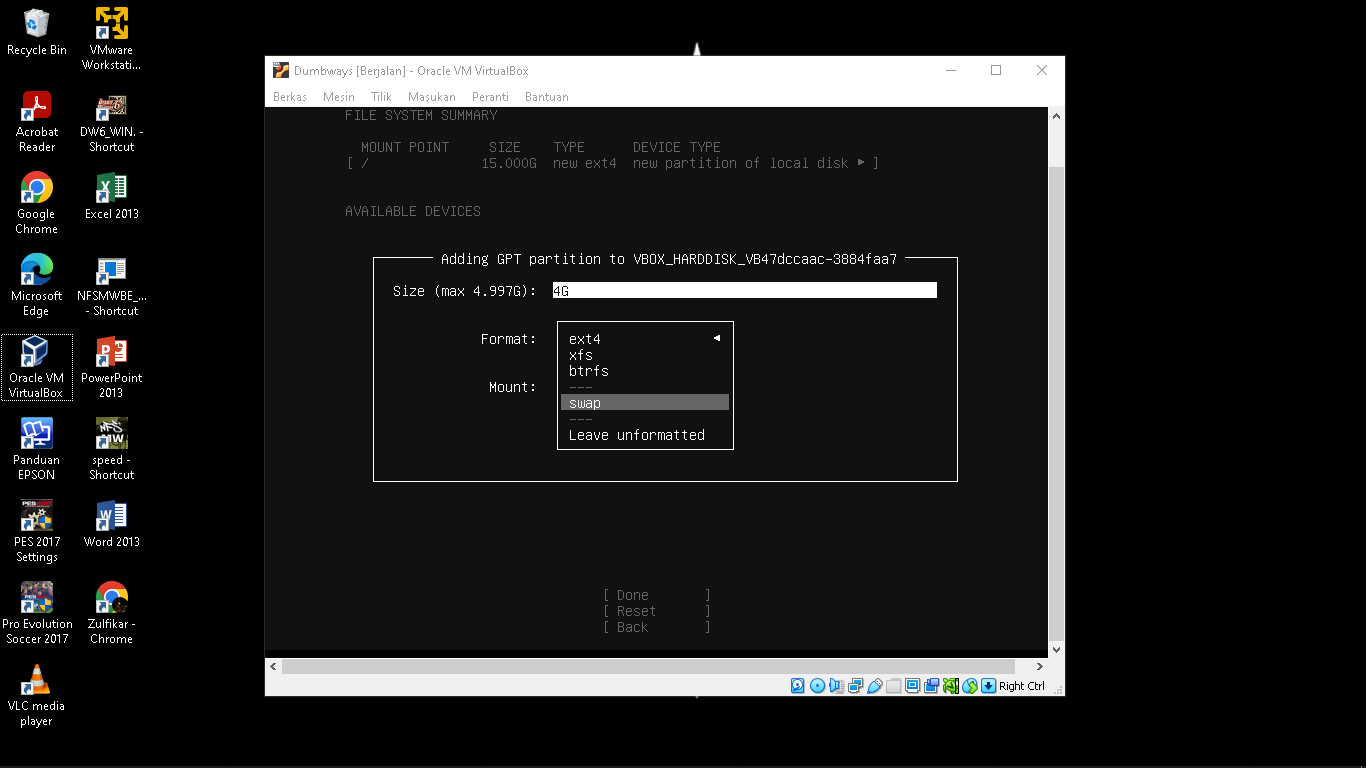 Recycle Bin
VMware
Workstati...
Acrobat
Reader
DW6_WIN. -
Shortcut
Google
Chrome
Excel 2013
Microsoft
Edge
NFSMWBE_...
- Shortcut
Oracle VM
VirtualBox
PowerPoint
2013
Panduan
EPSON
speed -
Shortcut
PES 2017
Settings
Word 2013
Pro Evolution
Soccer 2017
Zulfikar -
Chrome
VLC media
player
Dumbways [Berjalan] - Oracle VM VirtualBox
Berkas Mesin Tilik Masukan Peranti Bantuan
FILE SYSTEM SUMMARY
MOUNT POINT SIZE TYPE DEVICE TYPE
[ / 15.000G new ext4 new partition of local disk ▸ ]
AVAILABLE DEVICES
Adding GPT partition to VBOX_HARDDISK_VB47dccaac-3884faa7
Size (max 4.997G): 4G
Format: ext4 ◂
xfs
btrfs
Mount: ---
swap
---
Leave unformatted
[ Done ]
[ Reset ]
[ Back ]
Right Ctrl